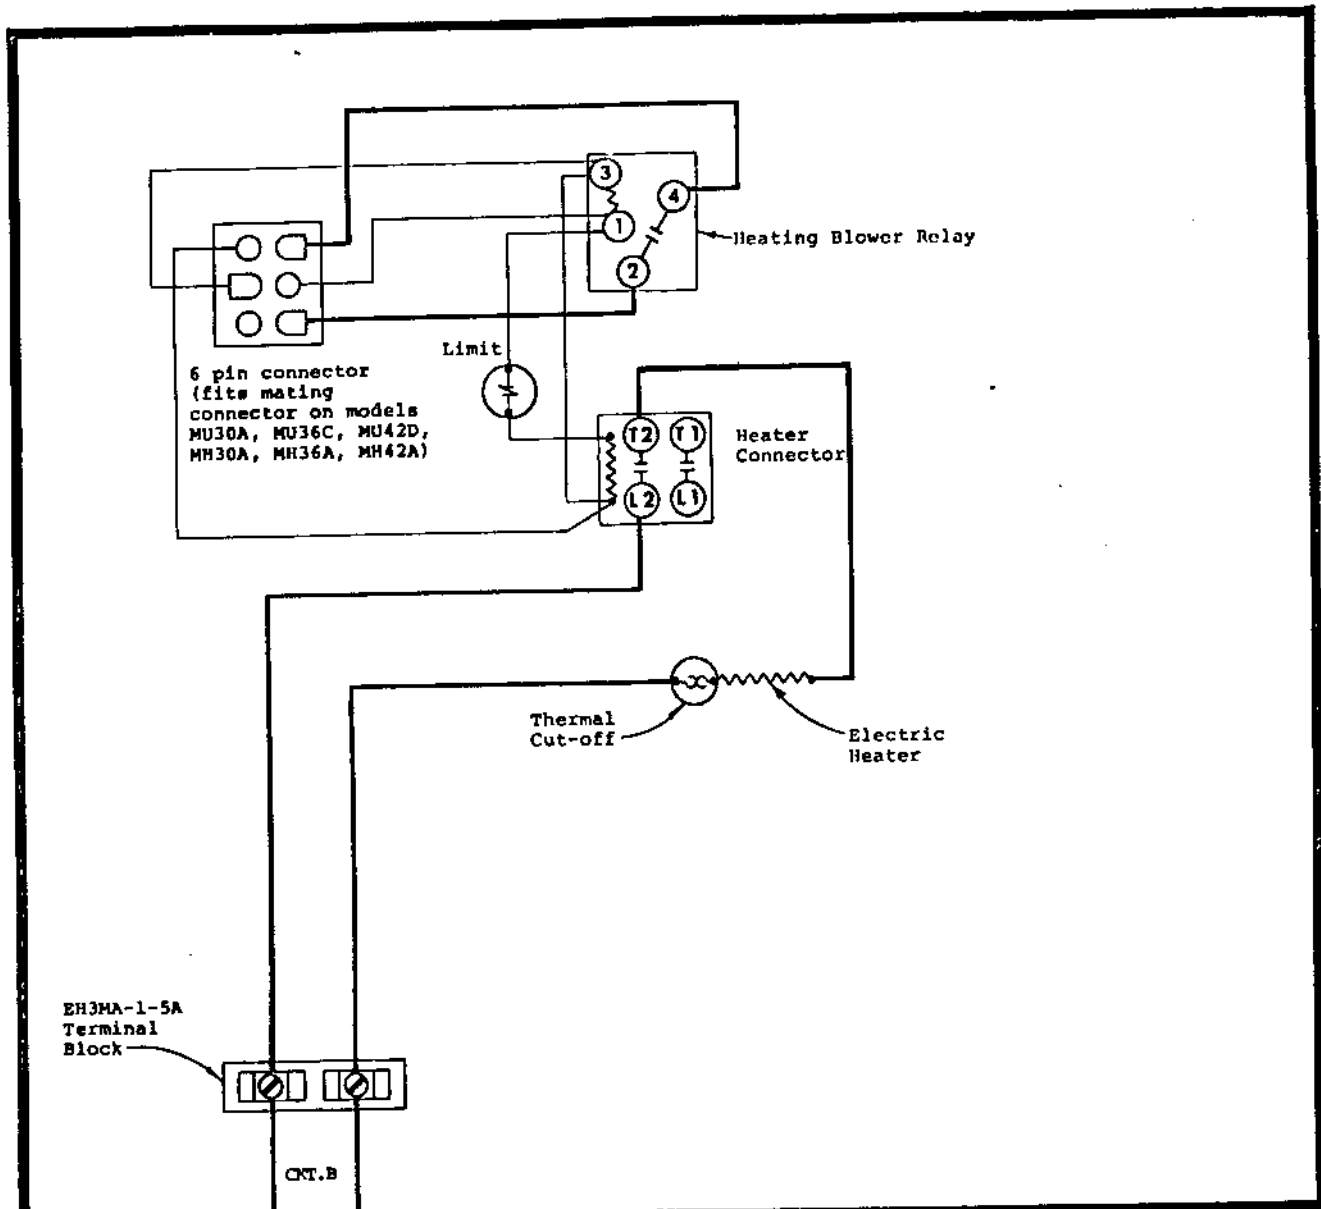 3
4
1
2
Heating Blower Relay
Limit
6 pin connector
(fits mating
connector on models
MU30A, MU36C, MU42D,
MH30A, MH36A, MH42A)
T2
T1
L2
L1
Heater
Connector
Thermal
Cut-off
Electric
Heater
EH3MA-1-5A
Terminal
Block
CKT.B